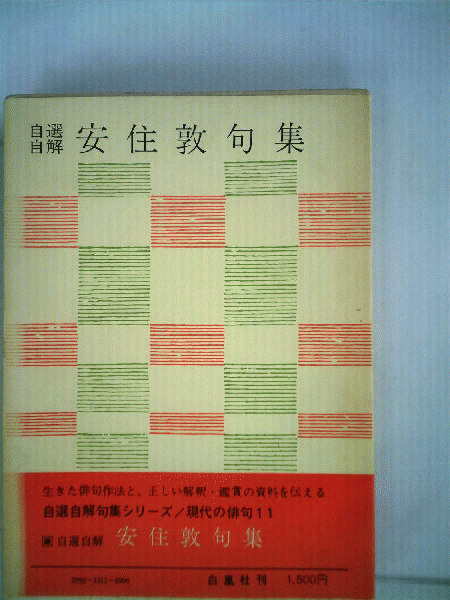 自選
自解 安住敦句集
生きた俳句作法と、正しい解釈・鑑賞の資料を伝える
自選自解句集シリーズ/現代の俳句11
自選自解 安住敦句集
白凰社刊 1,500円